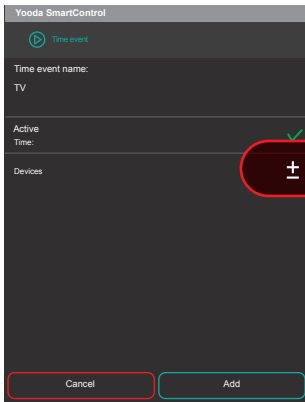 Yooda SmartControl
Time event
Time event name:
TV
Active
Time:
Devices
±
Cancel
Add